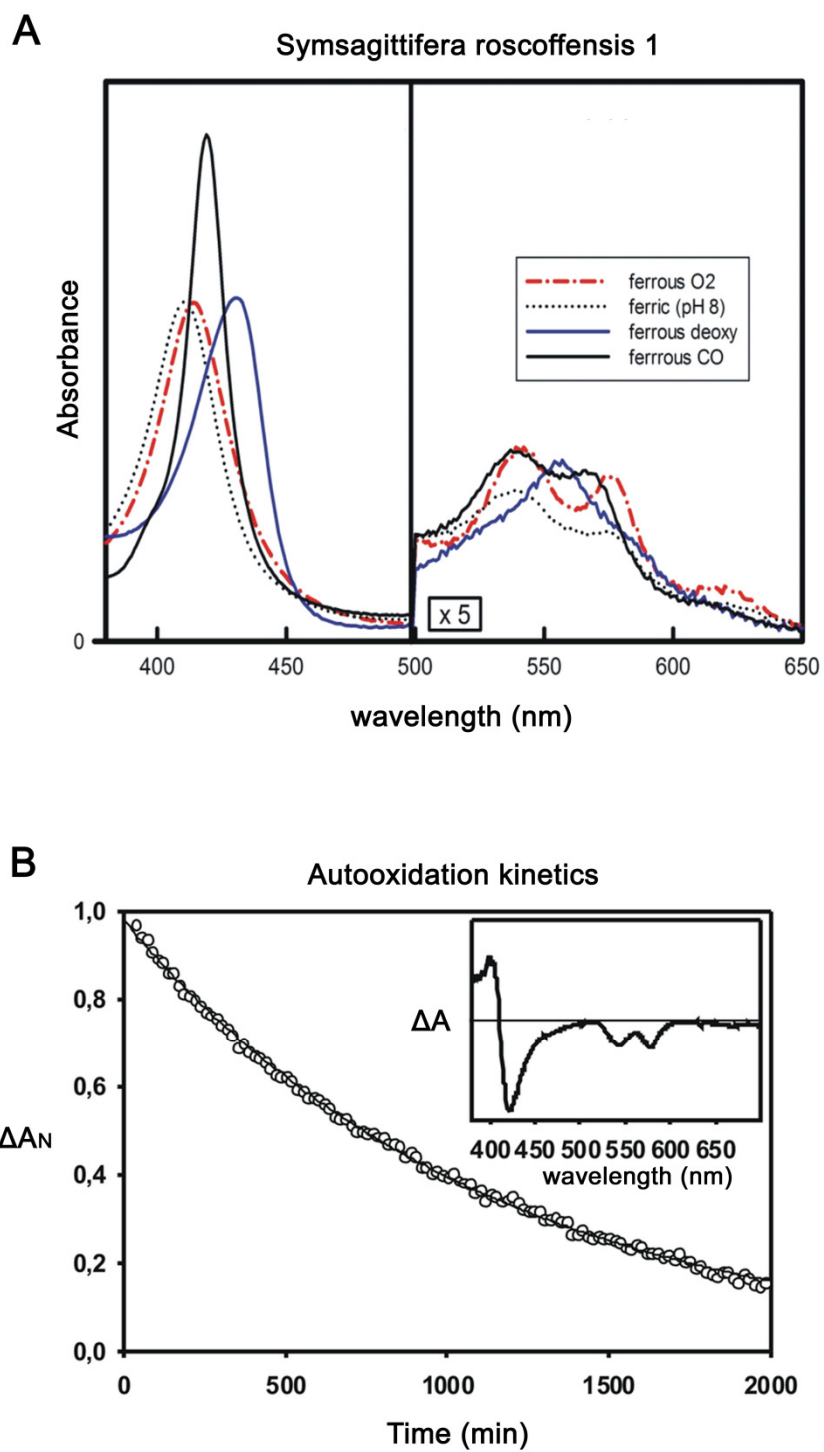 A
Symsagittifera roscoffensis 1
Absorbance
ferrous O2
ferric (pH 8)
ferrous deoxy
ferrrous CO
x 5
0
400 450 500 550 600 650
wavelength (nm)
B
Autooxidation kinetics
1,0
0,8
0,6
0,4
0,2
0,0
ΔAN
ΔA
400 450 500 550 600 650
wavelength (nm)
0 500 1000 1500 2000
Time (min)